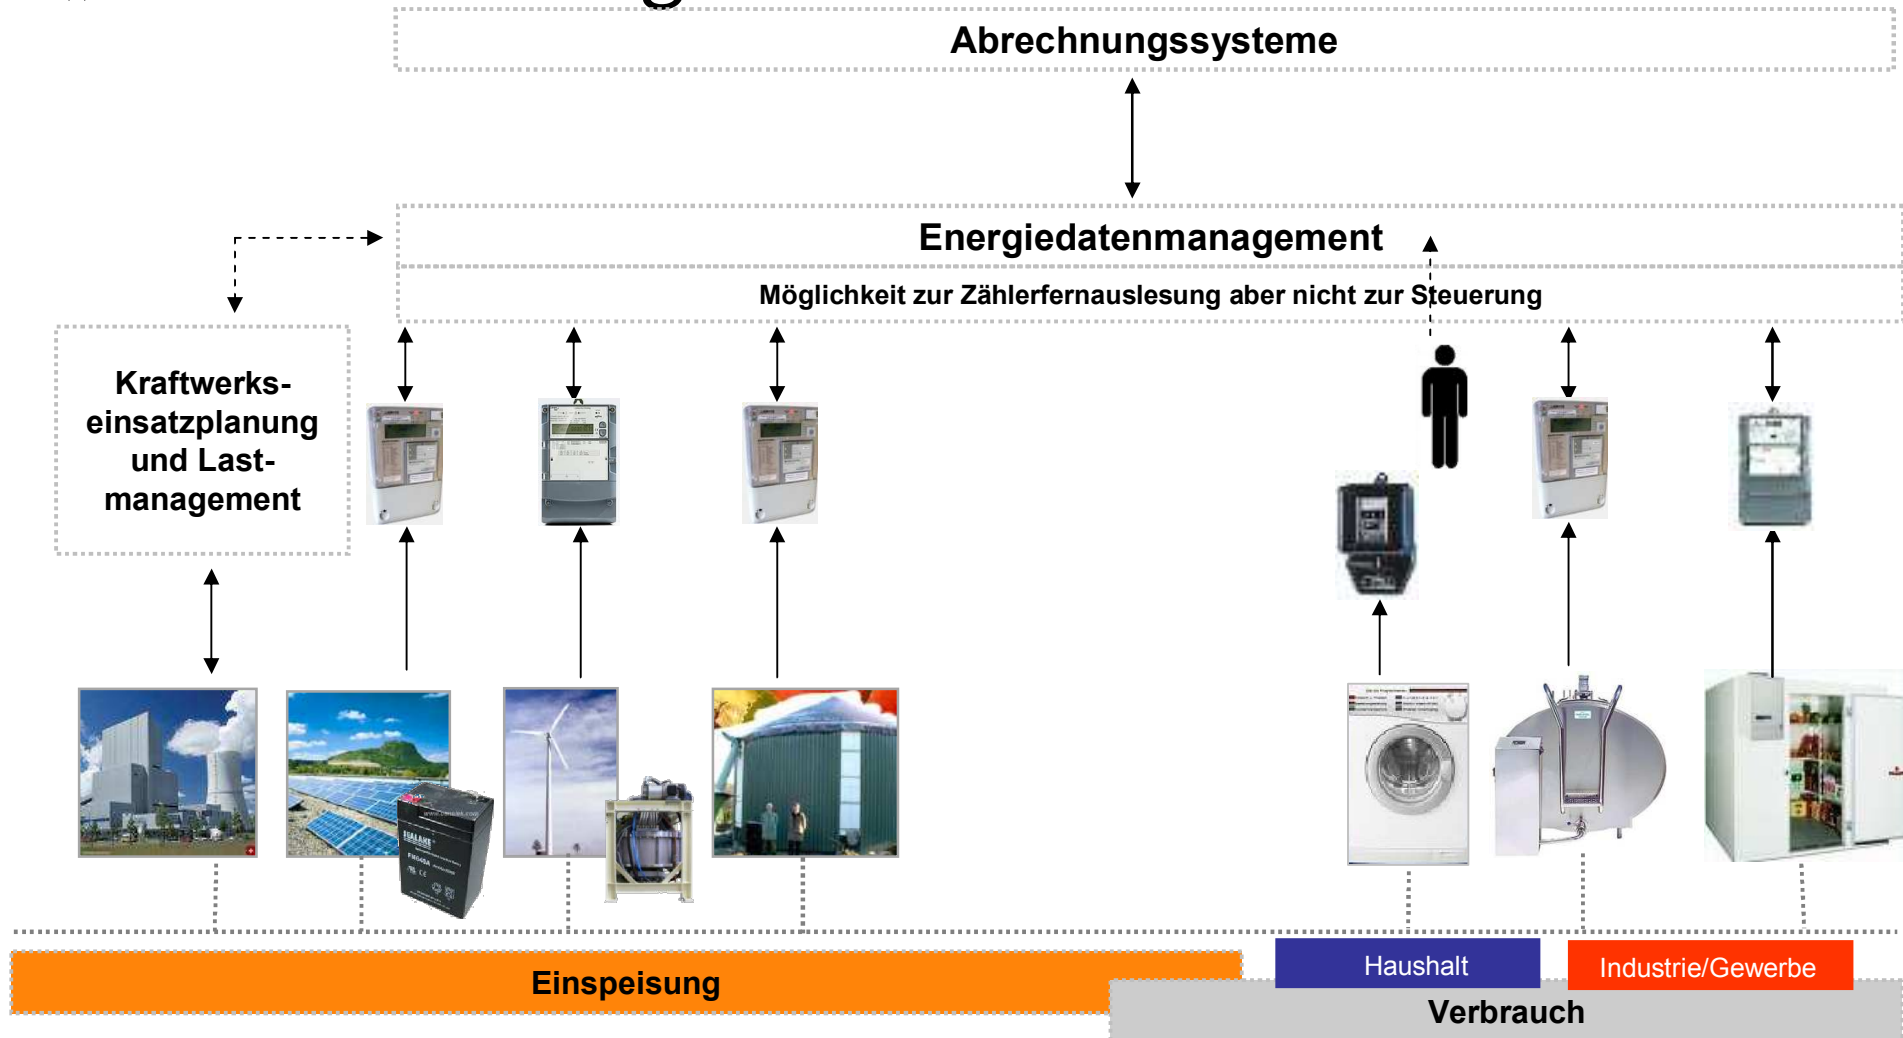 Abrechnungssysteme
Energiedatenmanagement
Möglichkeit zur Zählerfernauslesung aber nicht zur Steuerung
Kraftwerks-
einsatzplanung
und Last-
management
Haushalt
Industrie/Gewerbe
Einspeisung
Verbrauch